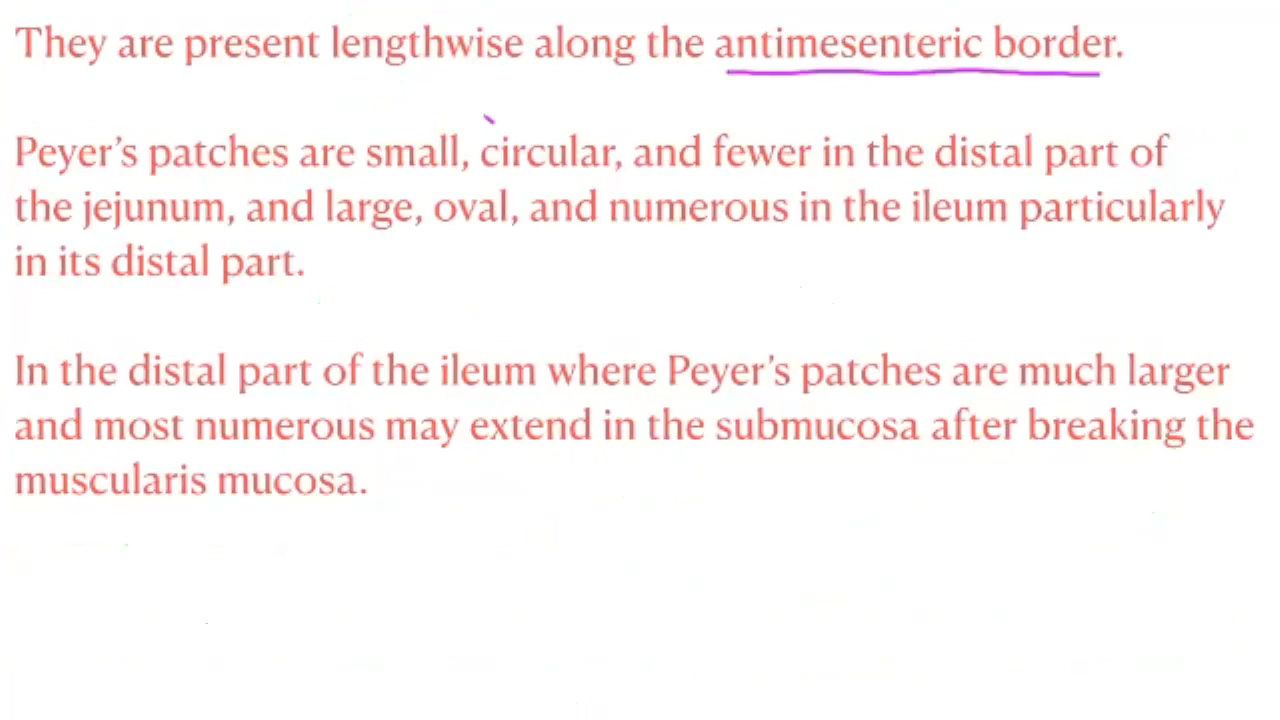 They are present lengthwise along the antimesenteric border.
Peyer's patches are small, circular, and fewer in the distal part of
the jejunum, and large, oval, and numerous in the ileum particularly
in its distal part.
In the distal part of the ileum where Peyer's patches are much larger
and most numerous may extend in the submucosa after breaking the
muscularis mucosa.